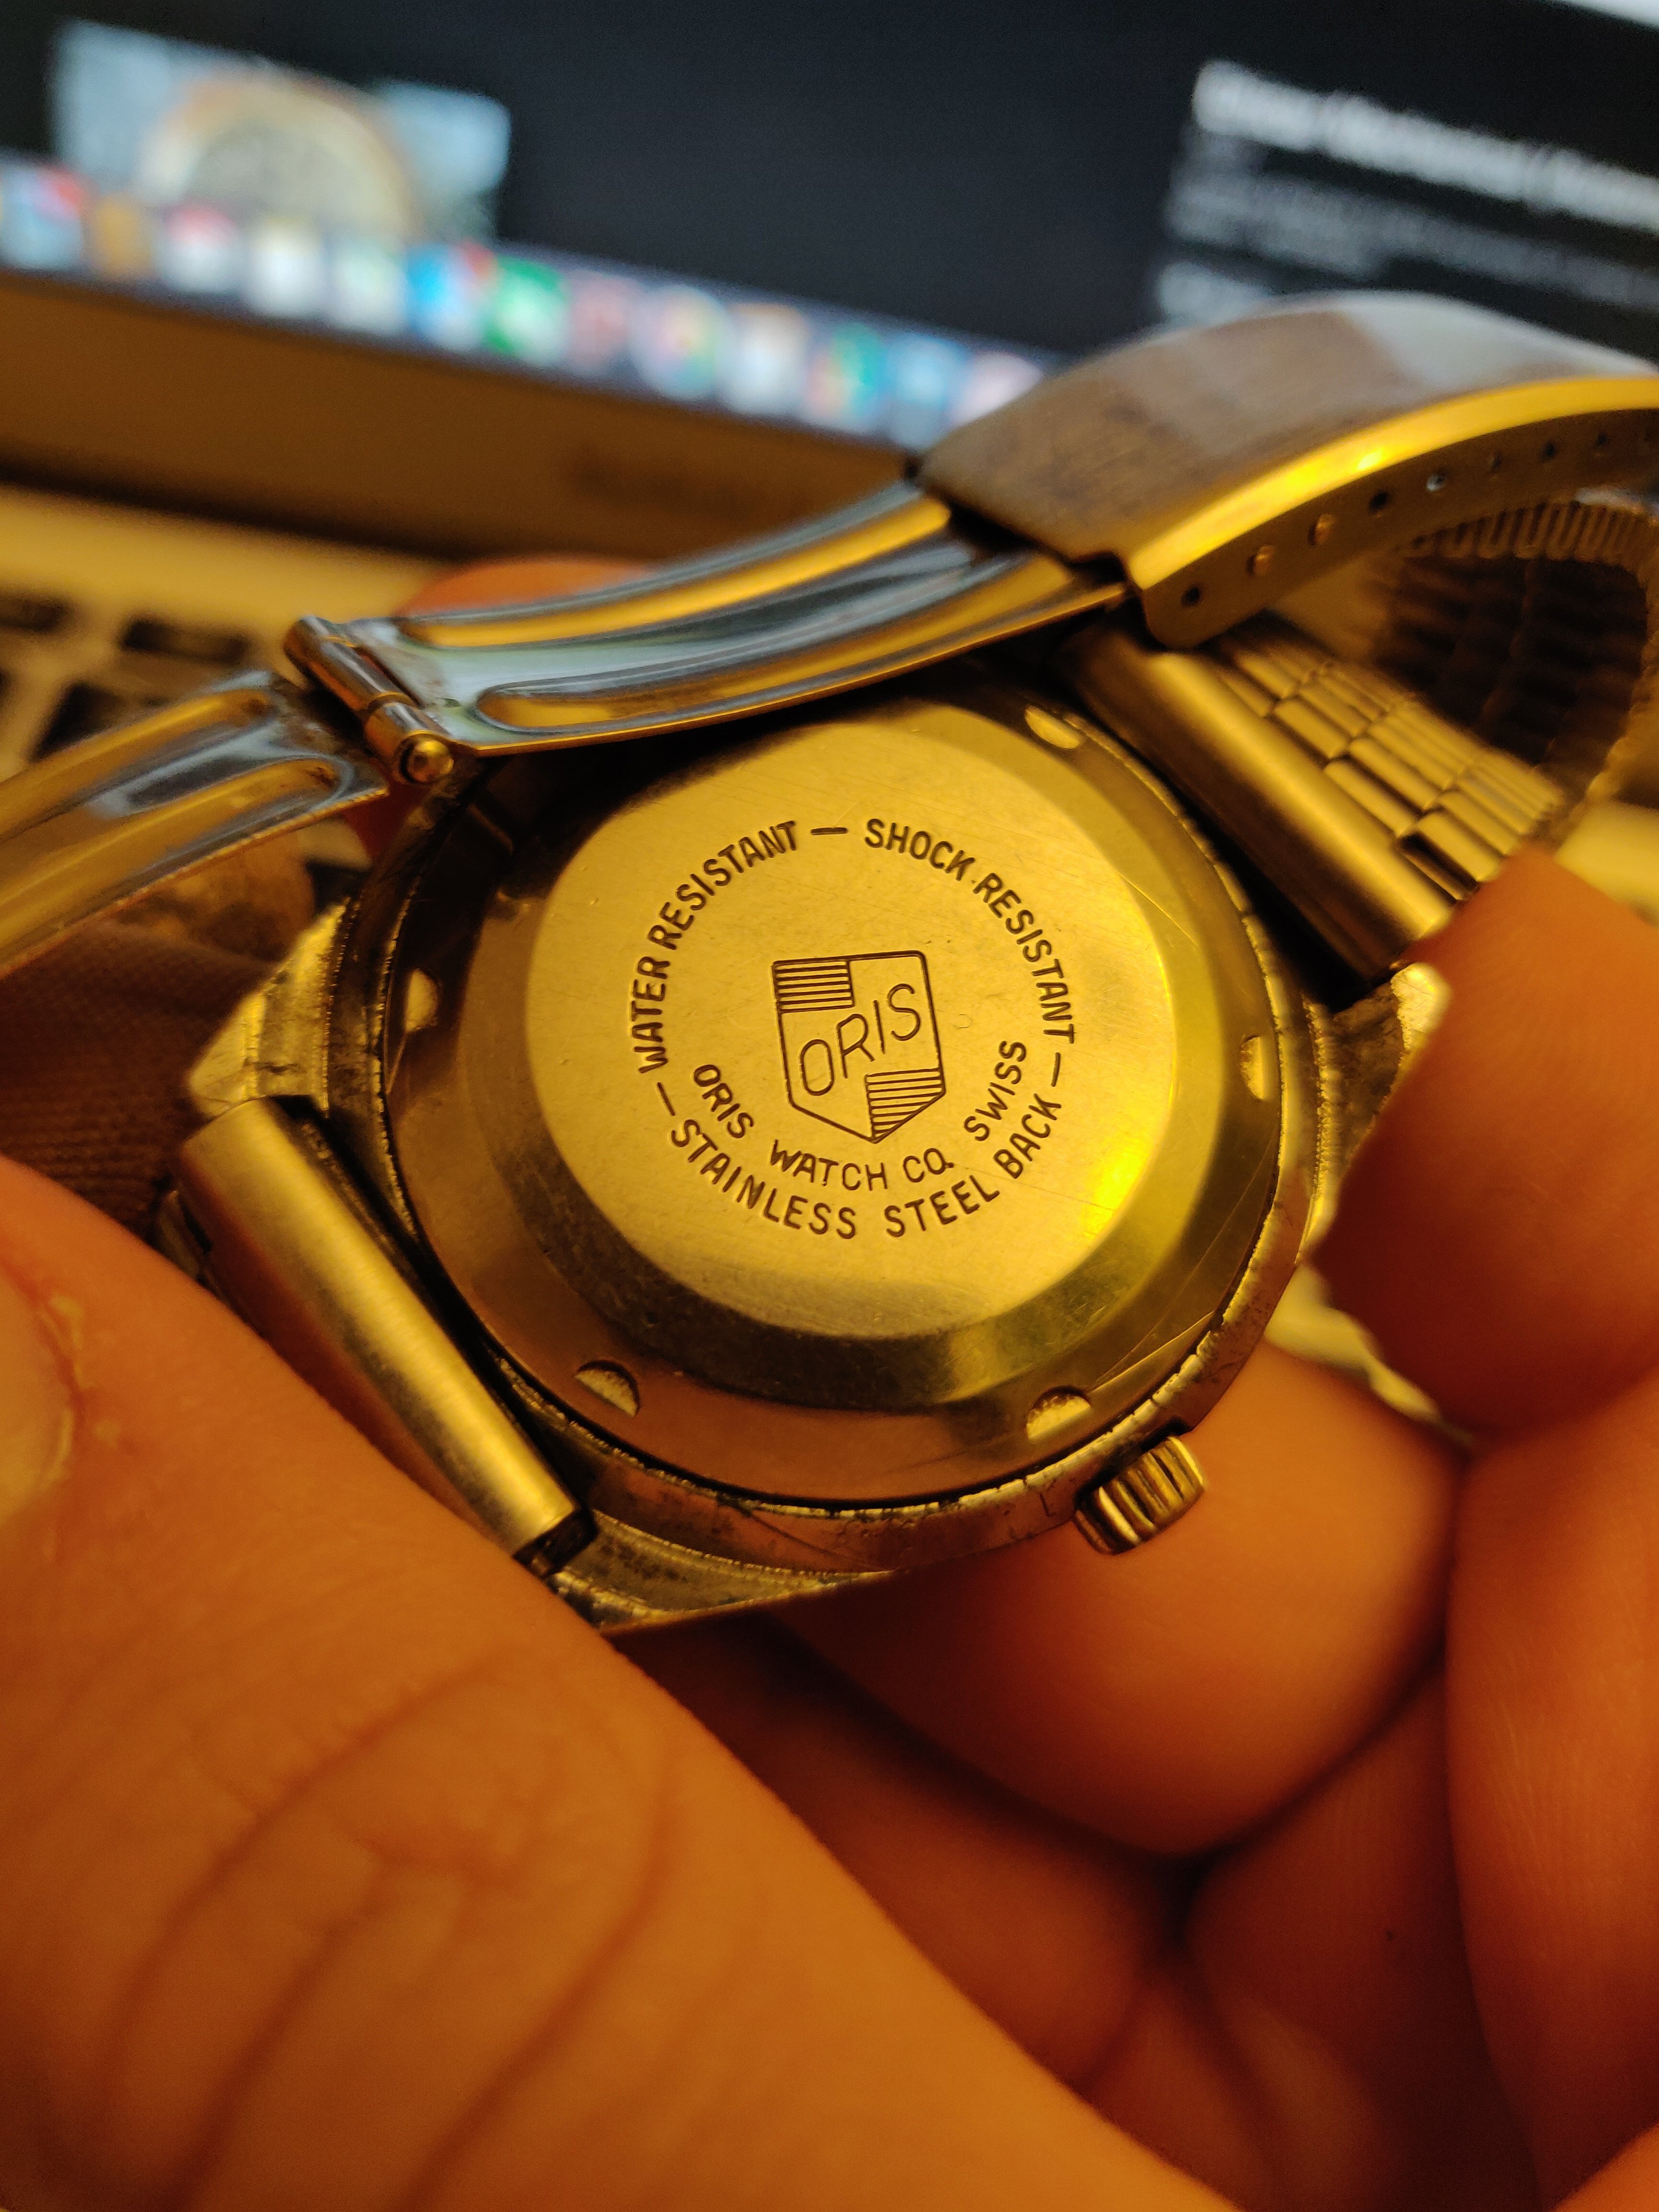 — WATER RESISTANT — SHOCK RESISTANT —
STAINLESS STEEL BACK
ORIS
ORIS WATCH CO. SWISS